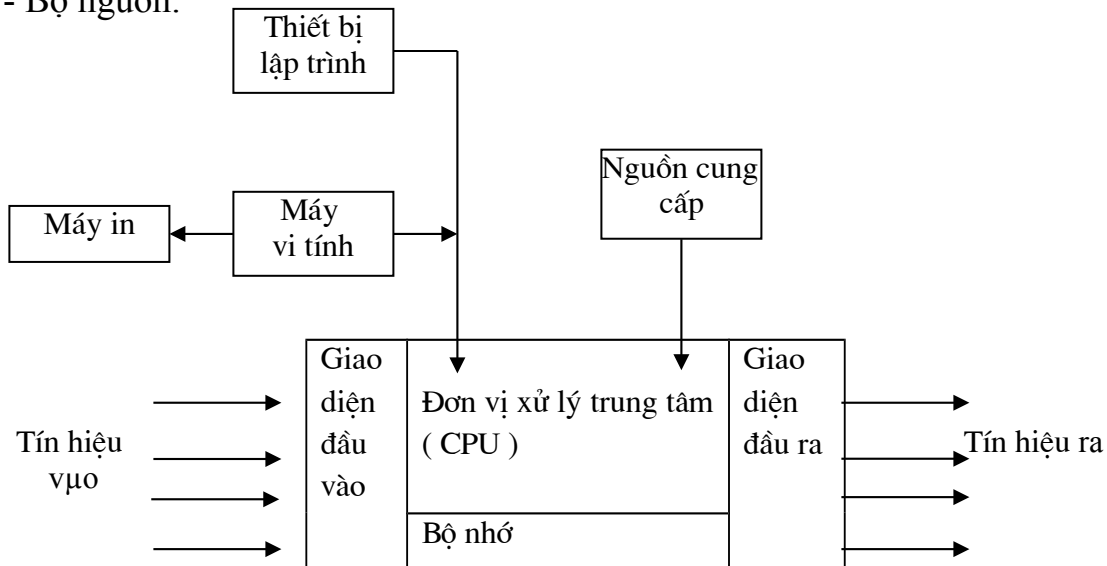 - Bộ nguồn.
Thiết bị
lập trình
Nguồn cung
cấp
Máy in
Máy
vi tính
Giao
diện
đầu
vào
Đơn vị xử lý trung tâm
( CPU )
Bộ nhớ
Giao
diện
đầu ra
Tín hiệu
vµo
Tín hiệu ra